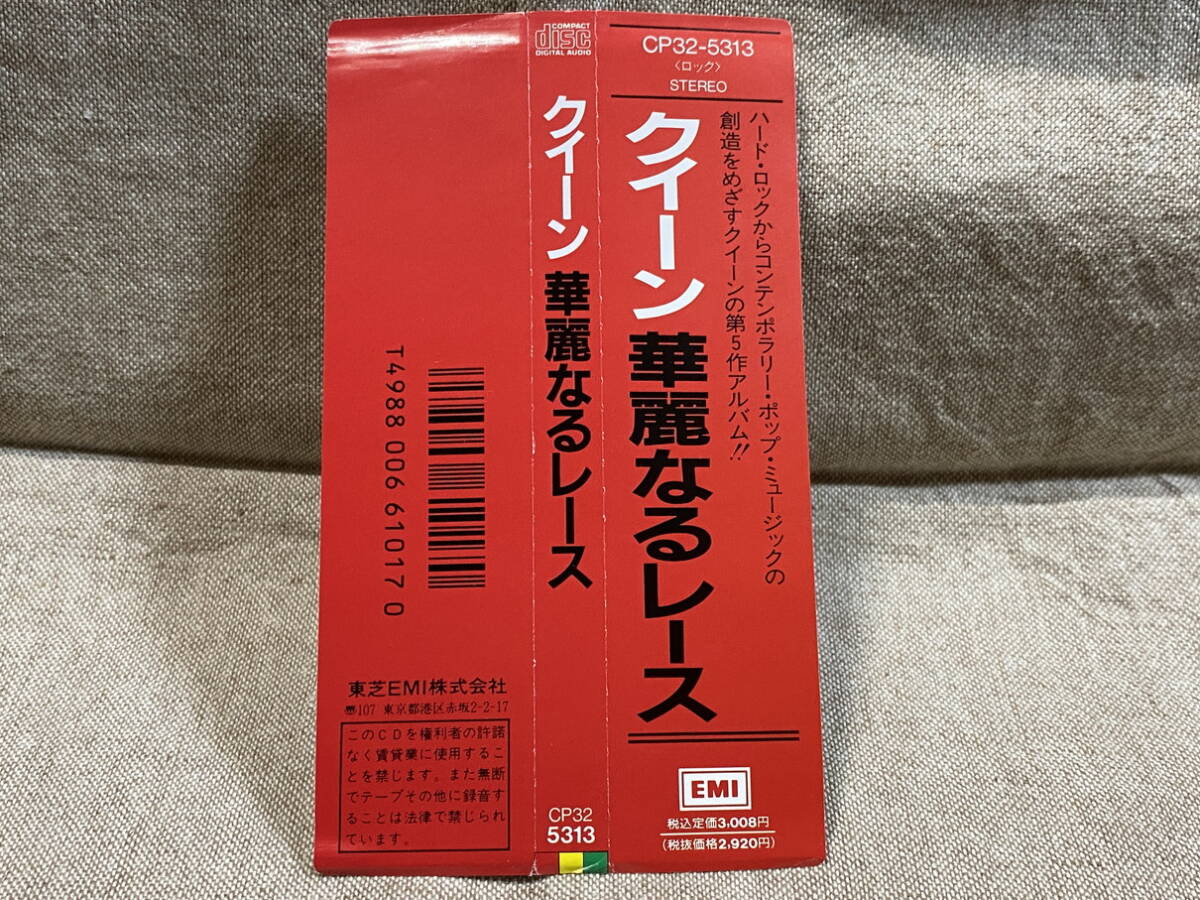 CP32-5313
〈ロック〉
STEREO
ハード・ロックからコンテンポラリー・ポップ・ミュージックの
創造をめざすクイーンの第5作アルバム!!
クイーン 華麗なるレース
EMI
税込定価3,008円
(税抜価格2,920円)
COMPACT
disc
DIGITAL AUDIO
クイーン 華麗なるレース
CP32
5313
A
T4988 006 61017 0
東芝EMI株式会社
〠107 東京都港区赤坂2-2-17
このCDを権利者の許諾
なく賃貸業に使用するこ
とを禁じます。また無断
でテープその他に録音す
ることは法律で禁じられ
ています。